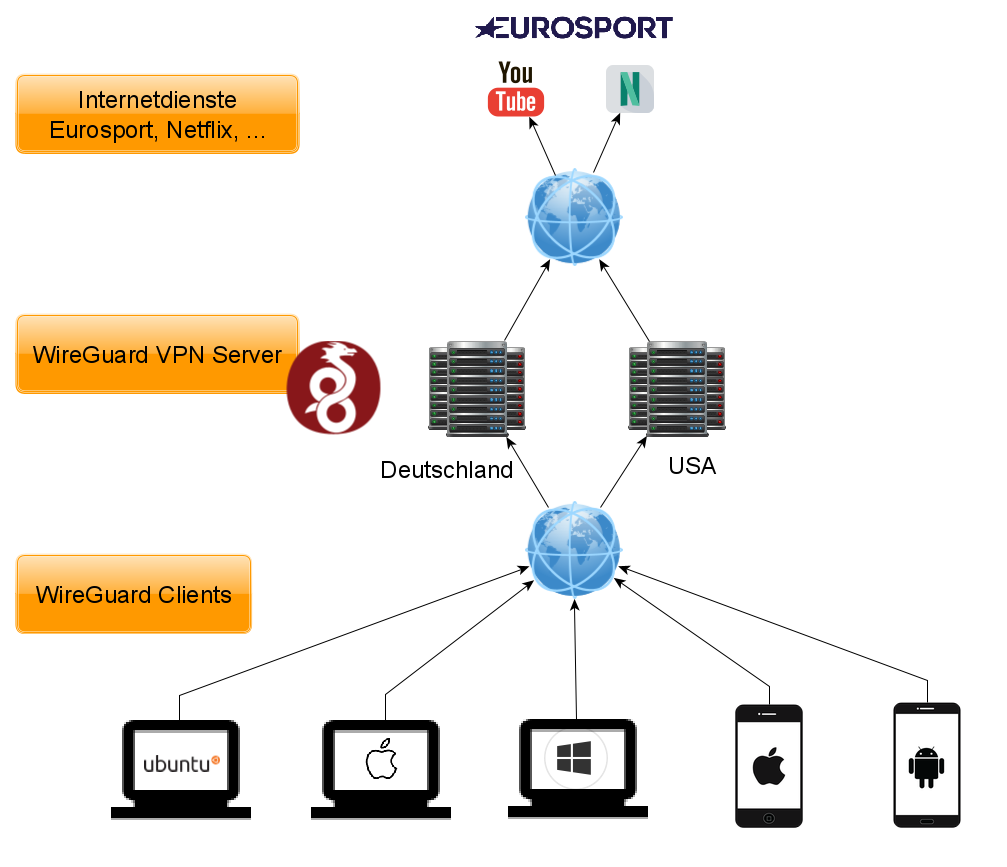 EUROSPORT
You
Tube
N
Internetdienste
Eurosport, Netflix, ...
WireGuard VPN Server
Deutschland
USA
WireGuard Clients
ubuntu